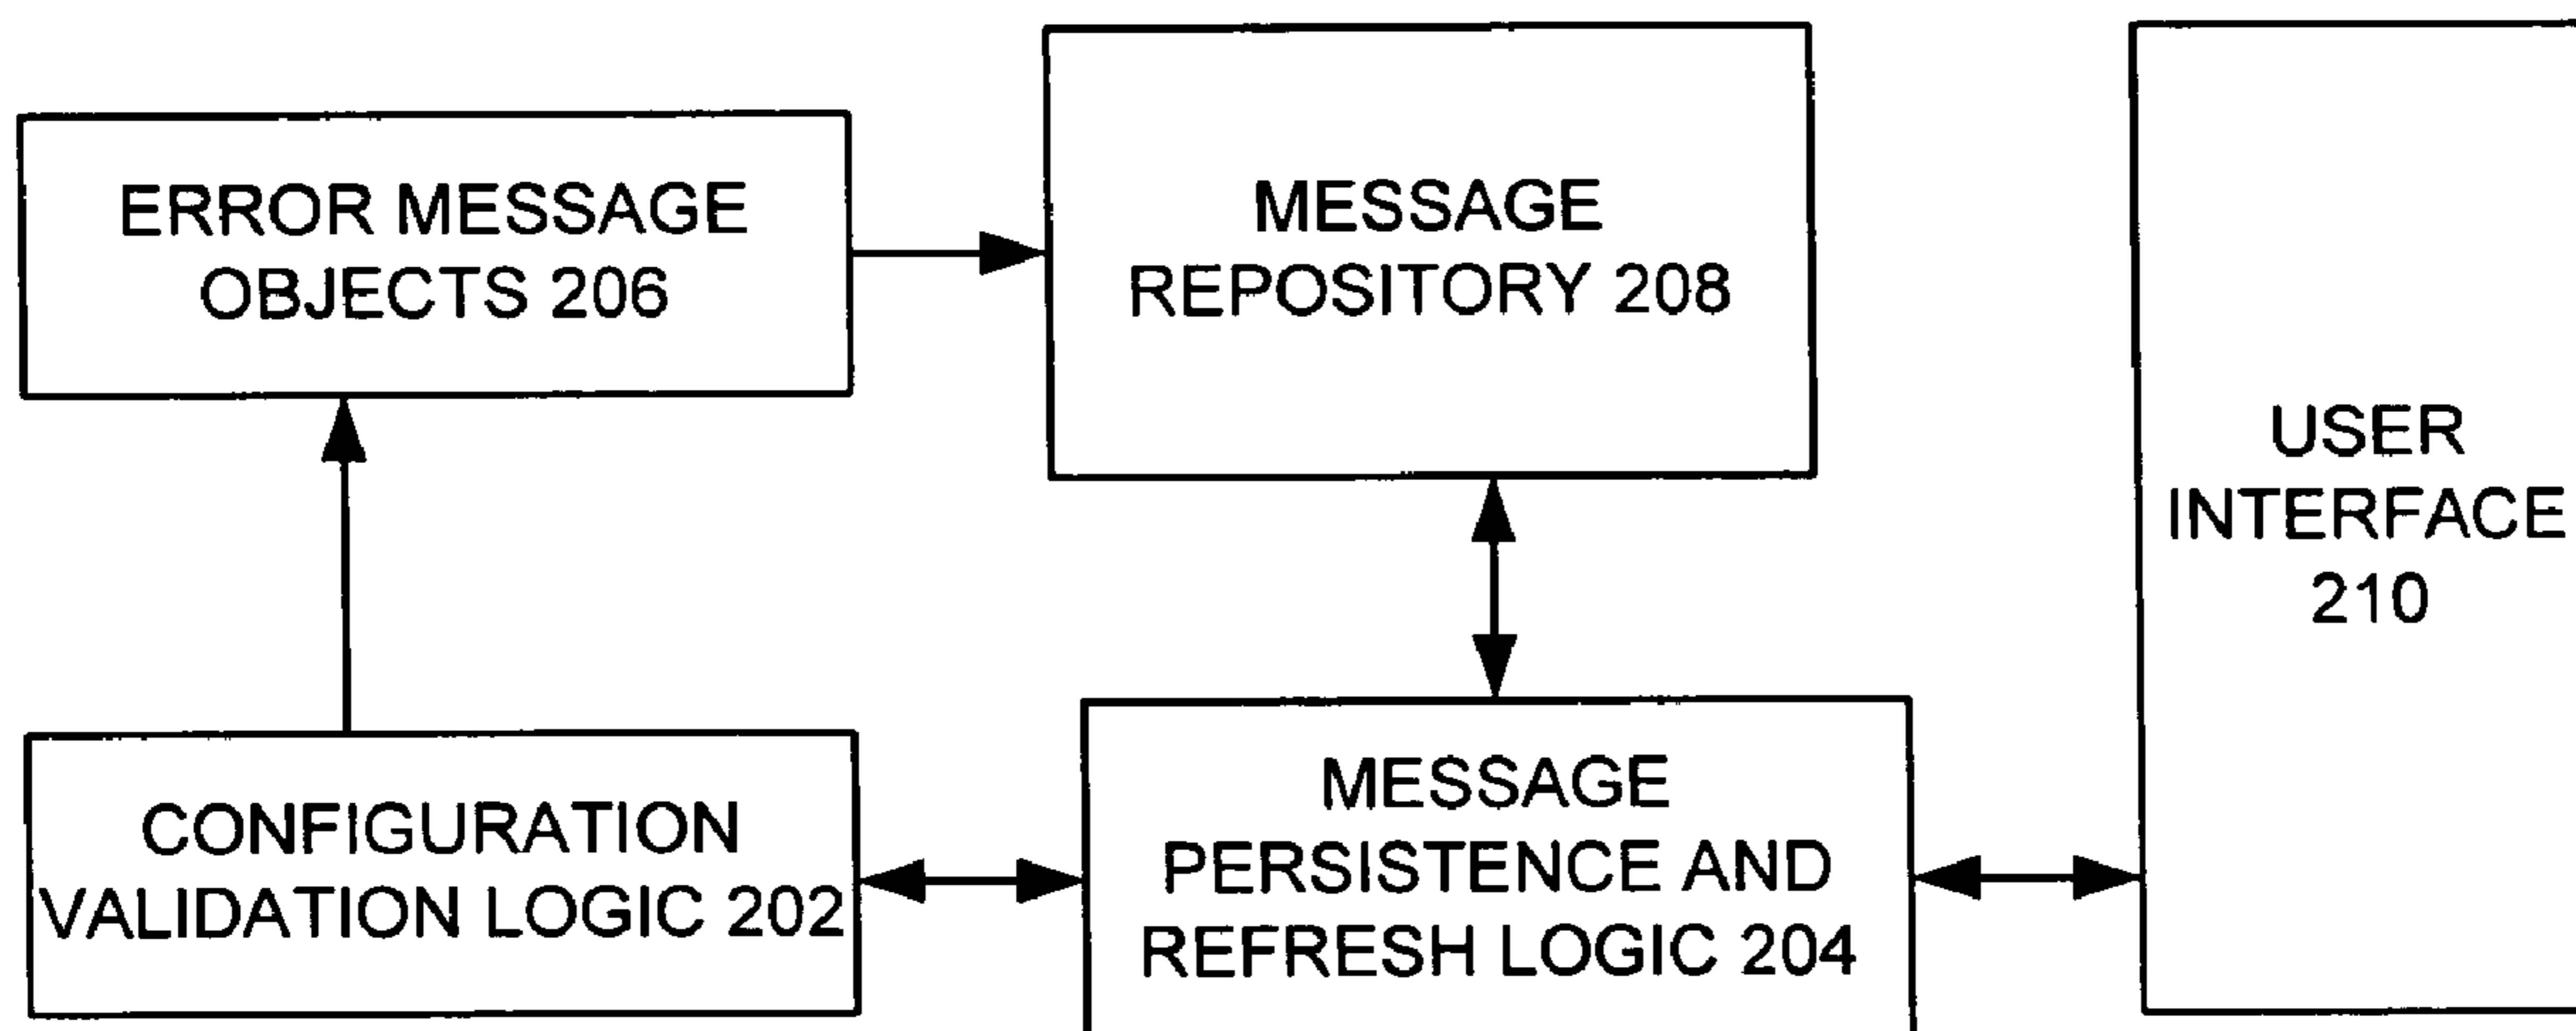 ERROR MESSAGE
OBJECTS 206
MESSAGE
REPOSITORY 208
USER
INTERFACE
210
CONFIGURATION
VALIDATION LOGIC 202
MESSAGE
PERSISTENCE AND
REFRESH LOGIC 204